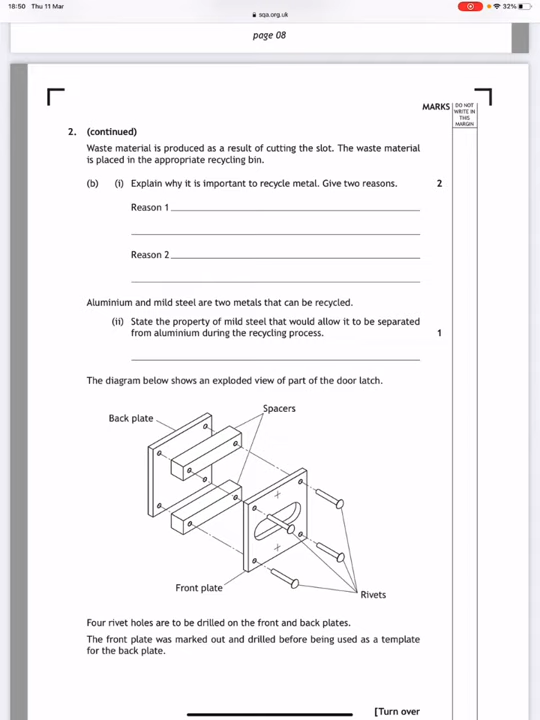 18:50 Thu 11 Mar
sqa.org.uk
32%
page 08
MARKS
DO NOT
WRITE IN
THIS
MARGIN
2. (continued)
Waste material is produced as a result of cutting the slot. The waste material
is placed in the appropriate recycling bin.
(b) (i) Explain why it is important to recycle metal. Give two reasons. 2
Reason 1
Reason 2
Aluminium and mild steel are two metals that can be recycled.
(ii) State the property of mild steel that would allow it to be separated
from aluminium during the recycling process. 1
The diagram below shows an exploded view of part of the door latch.
Spacers
Back plate
Front plate
Rivets
Four rivet holes are to be drilled on the front and back plates.
The front plate was marked out and drilled before being used as a template
for the back plate.
[Turn over